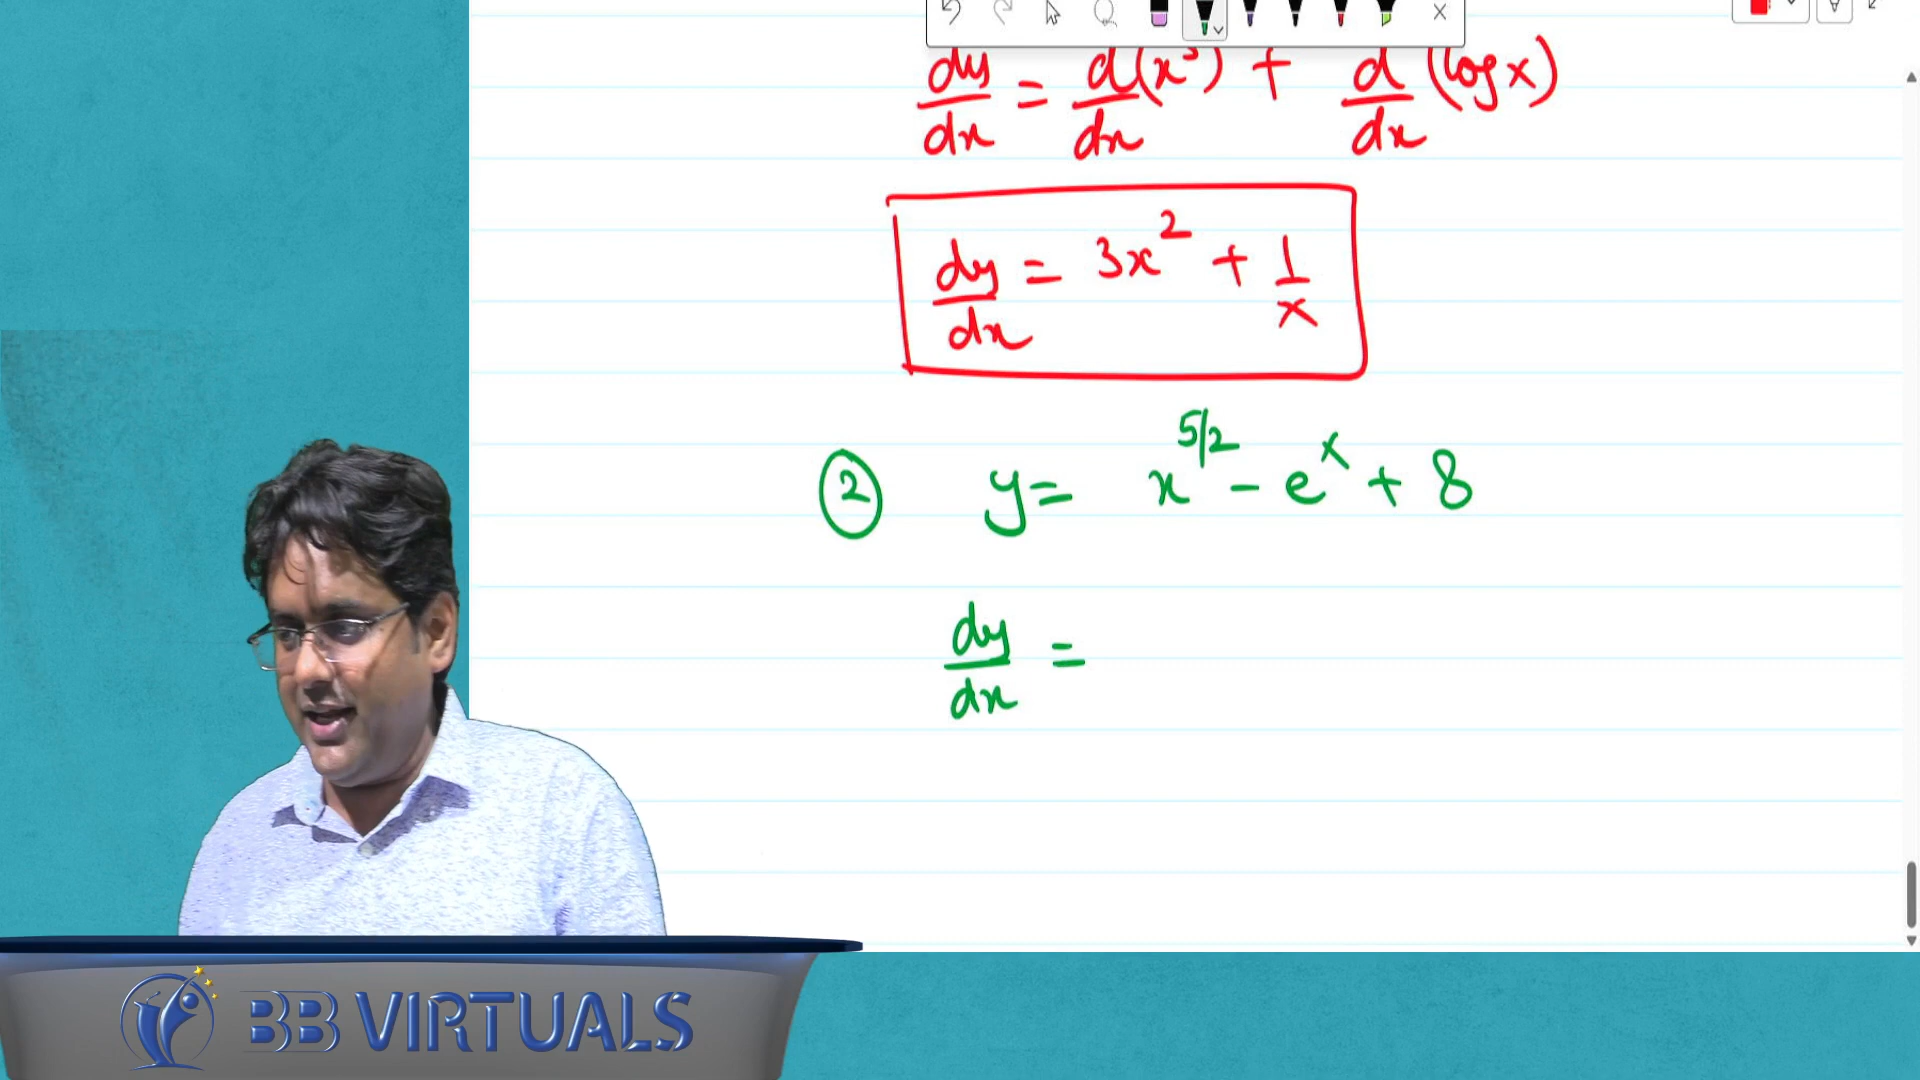 dy/dx = d/dx (x³) + d/dx (log x)
dy/dx = 3x² + 1/x
② y = x^5/2 - e^x + 8
dy/dx =
BB VIRTUALS